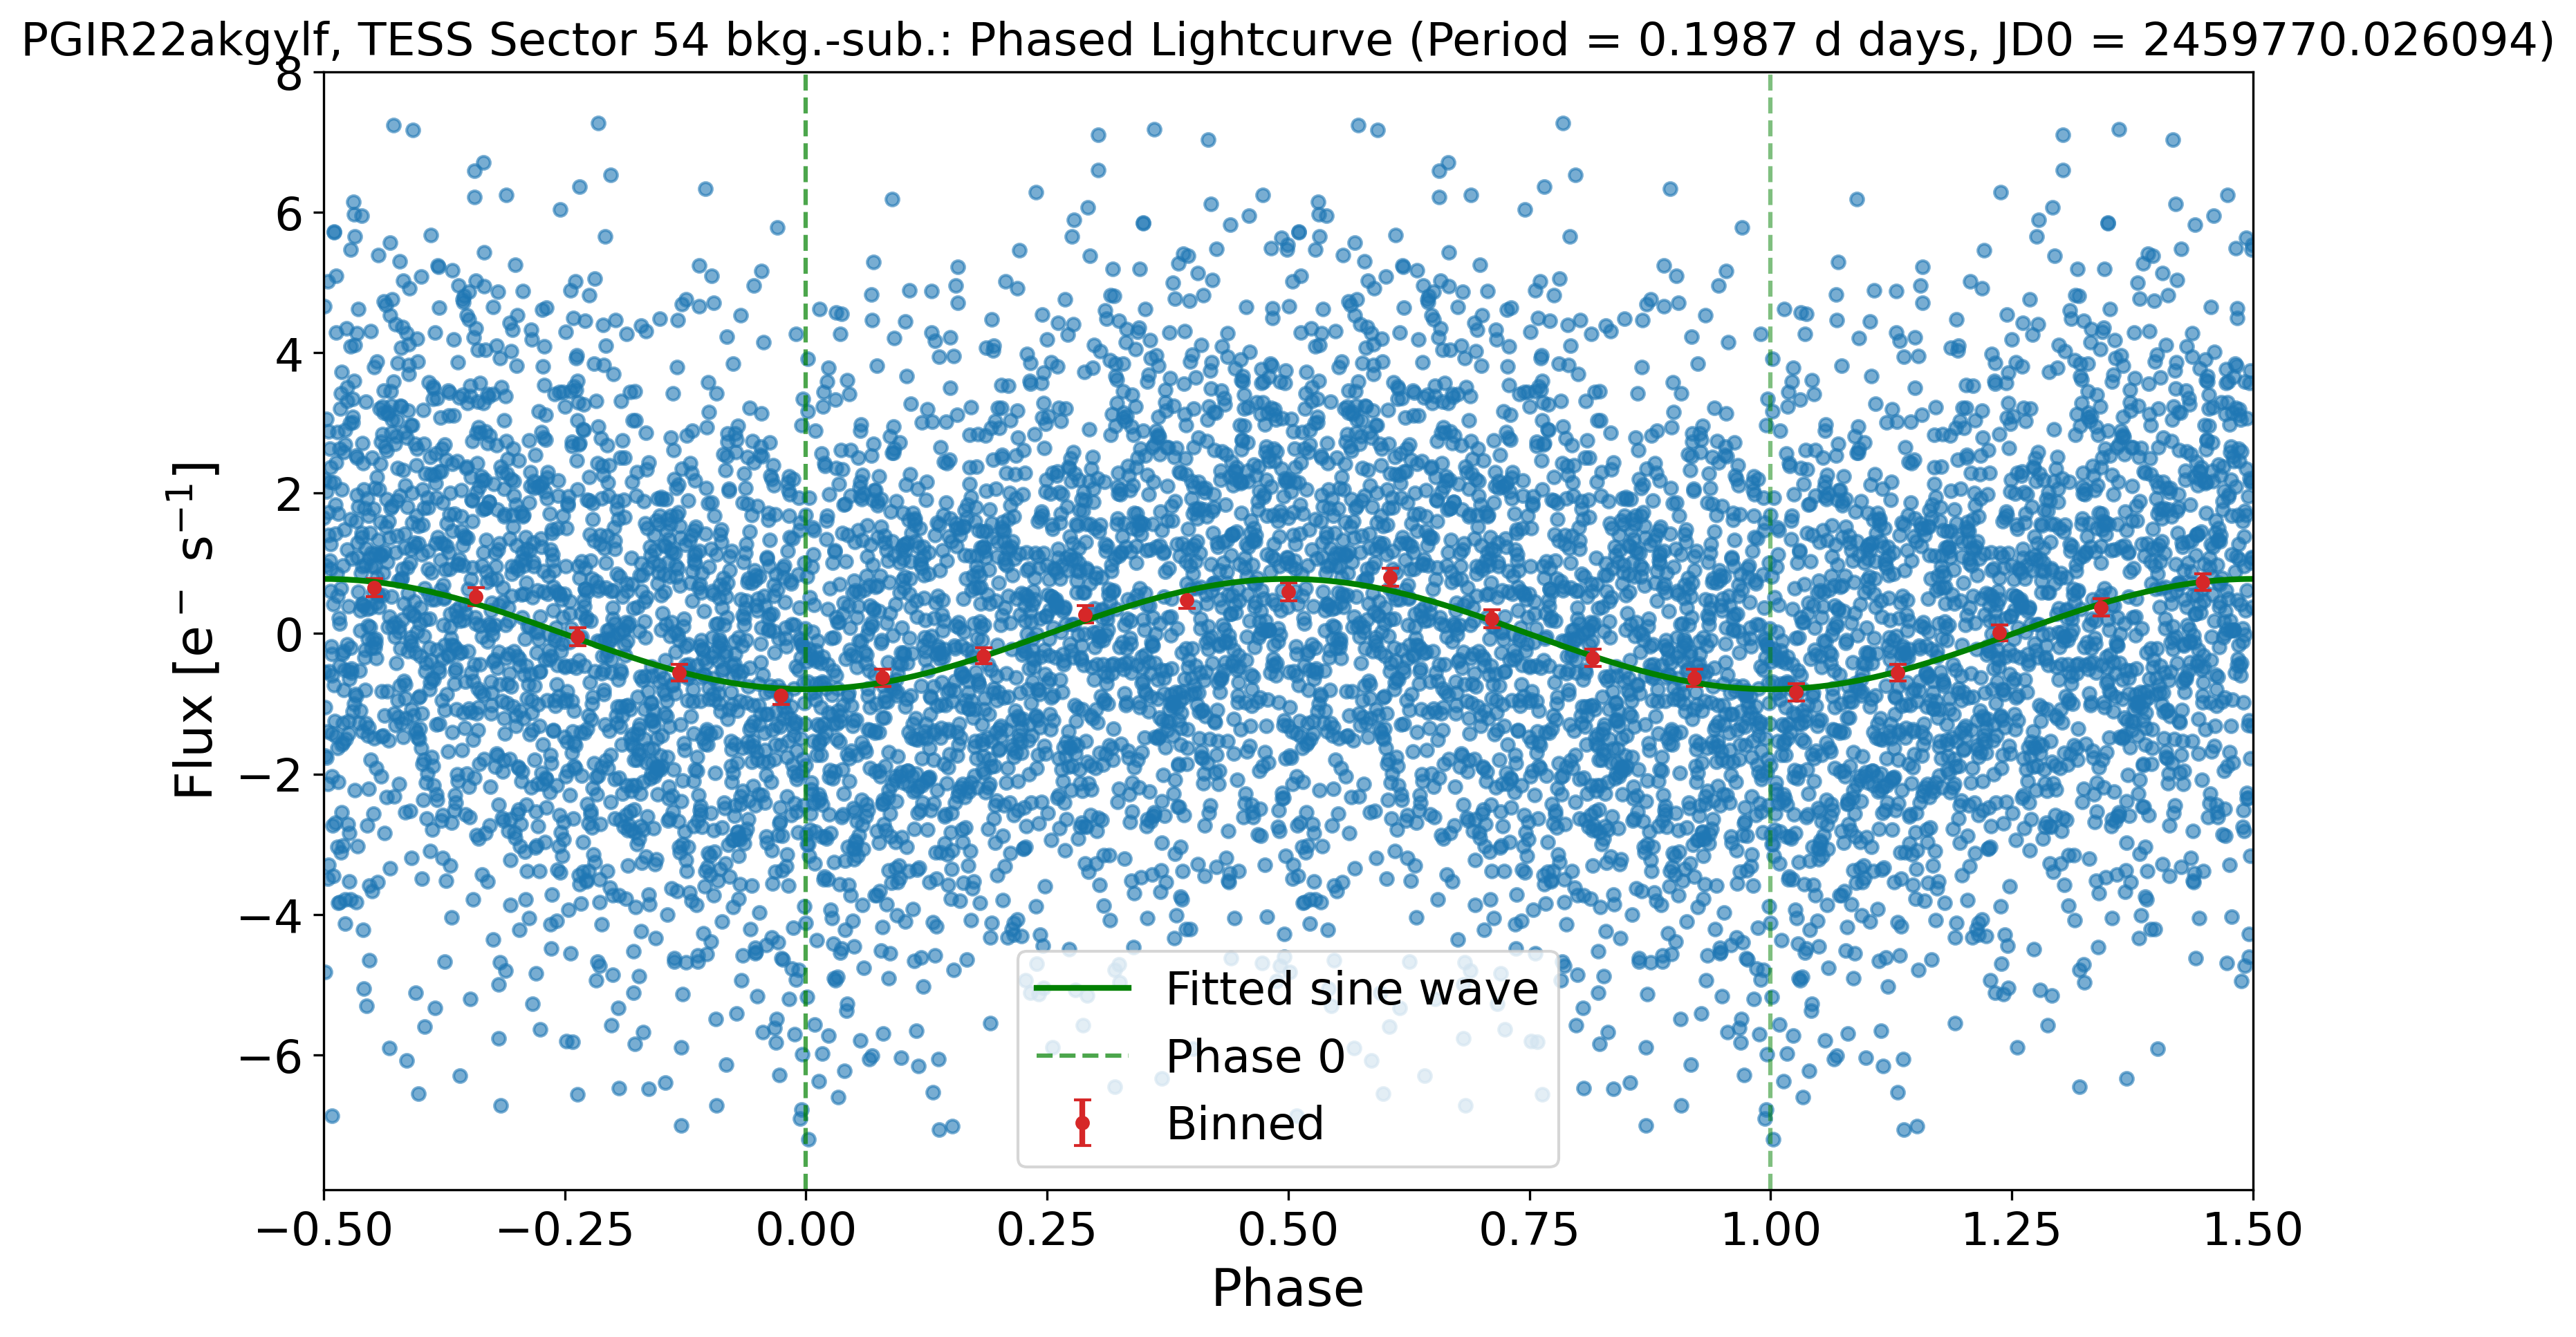 PGIR22akgylf, TESS Sector 54 bkg.-sub.: Phased Lightcurve (Period = 0.1987 d days, JD0 = 2459770.026094)
8
6
4
2
0
−2
−4
−6
Flux [e⁻ s⁻¹]
Fitted sine wave
Phase 0
Binned
−0.50 −0.25 0.00 0.25 0.50 0.75 1.00 1.25 1.50
Phase